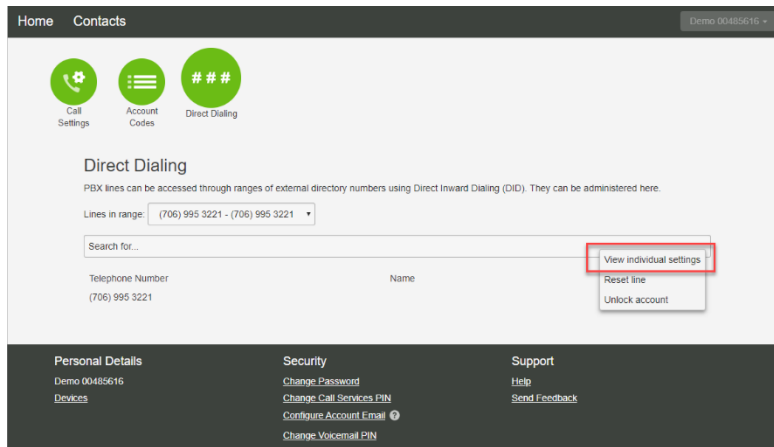 Home Contacts Demo 00485616
###
Call Settings
Account Codes
Direct Dialing
Direct Dialing
PBX lines can be accessed through ranges of external directory numbers using Direct Inward Dialing (DID). They can be administered here.
Lines in range: (706) 995 3221 - (706) 995 3221
Search for...
View individual settings
Reset line
Unlock account
Telephone Number Name
(706) 995 3221
Personal Details
Demo 00485616
Devices
Security
Change Password
Change Call Services PIN
Configure Account Email ?
Change Voicemail PIN
Support
Help
Send Feedback